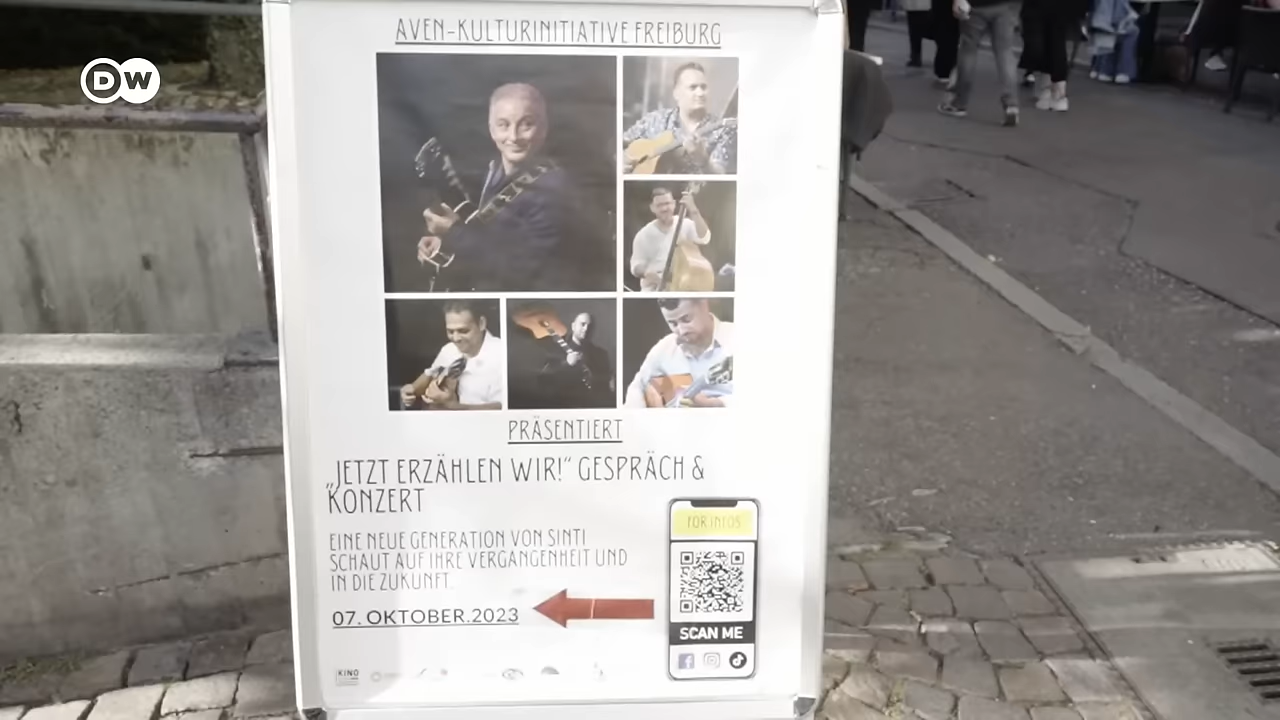 DW
AVEN-KULTURINITIATIVE FREIBURG
PRÄSENTIERT
„JETZT ERZÄHLEN WIR!“ GESPRÄCH &
KONZERT
EINE NEUE GENERATION VON SINTI
SCHAUT AUF IHRE VERGANGENHEIT UND
IN DIE ZUKUNFT.
07. OKTOBER.2023
FOR INFOS
SCAN ME
KINO